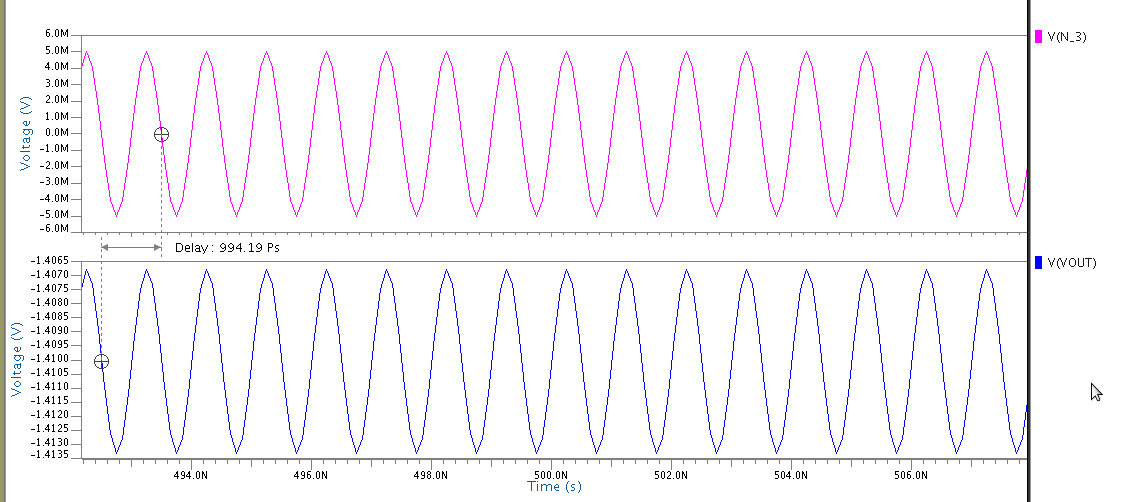 6.0M
V(N_3)
5.0M
4.0M
3.0M
2.0M
1.0M
0.0M
-1.0M
-2.0M
-3.0M
-4.0M
-5.0M
-6.0M
Voltage (V)
Delay : 994.19 Ps
-1.4065
V(VOUT)
-1.4070
-1.4075
-1.4080
-1.4085
-1.4090
-1.4095
-1.4100
-1.4105
-1.4110
-1.4115
-1.4120
-1.4125
-1.4130
-1.4135
Voltage (V)
494.0N 496.0N 498.0N 500.0N 502.0N 504.0N 506.0N
Time (s)